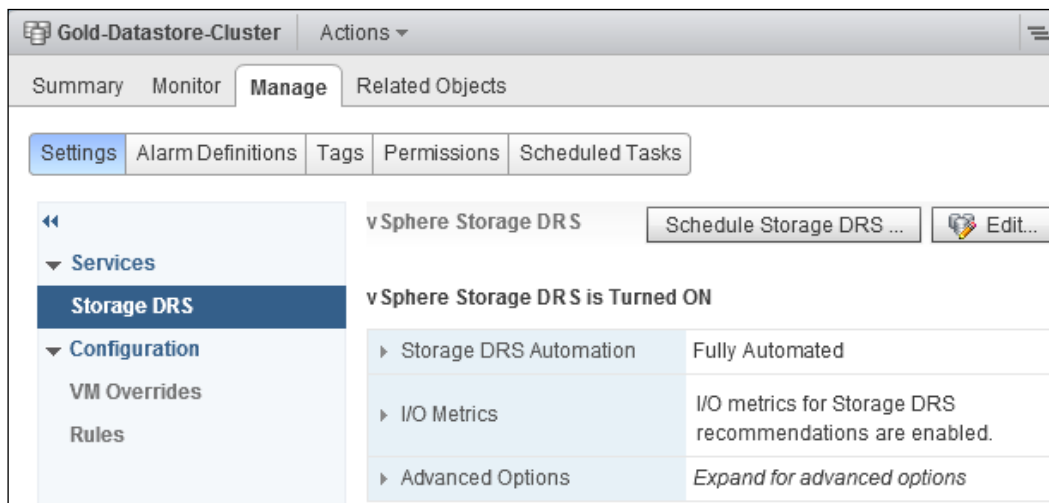 Gold-Datastore-Cluster Actions
Summary Monitor Manage Related Objects
Settings Alarm Definitions Tags Permissions Scheduled Tasks
vSphere Storage DRS Schedule Storage DRS ... Edit...
Services
Storage DRS
Configuration
VM Overrides
Rules
vSphere Storage DRS is Turned ON
Storage DRS Automation Fully Automated
I/O Metrics I/O metrics for Storage DRS
recommendations are enabled.
Advanced Options Expand for advanced options